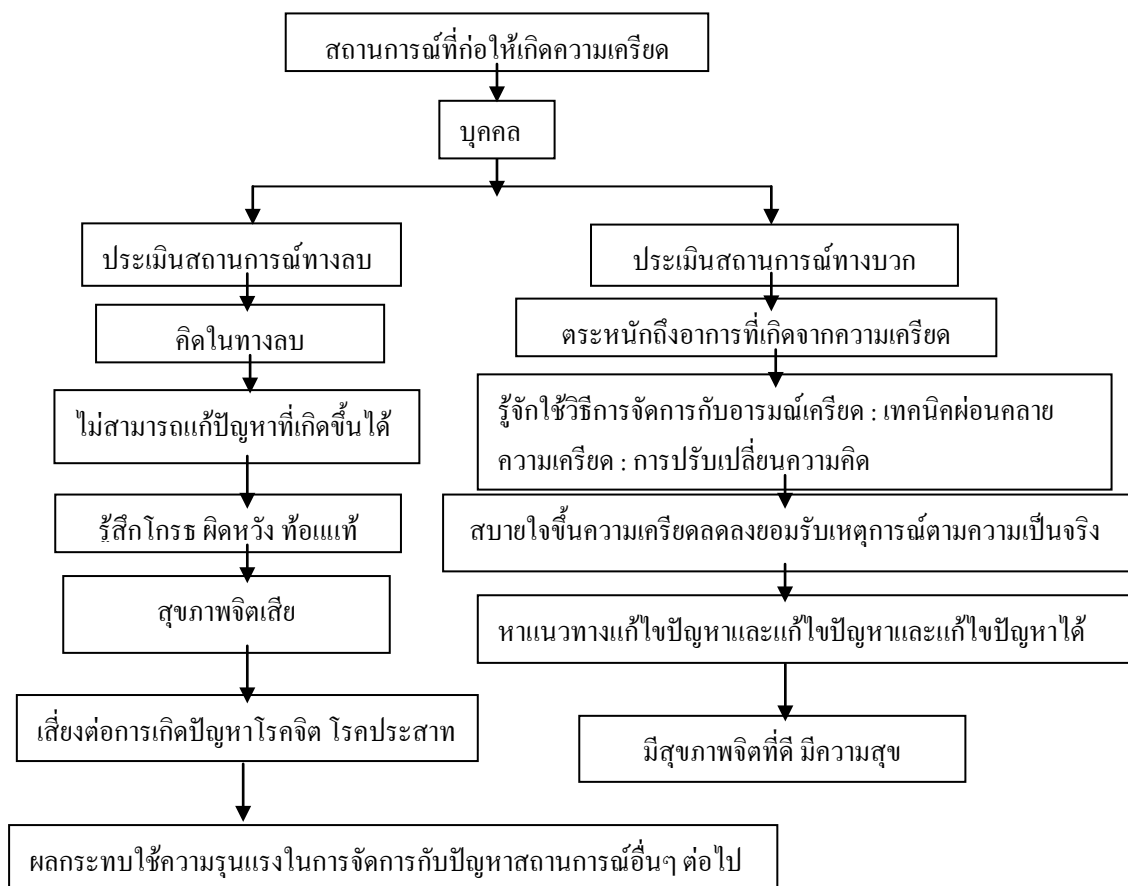 สถานการณ์ที่ก่อให้เกิดความเครียด
บุคคล
ประเมินสถานการณ์ทางลบ
คิดในทางลบ
ไม่สามารถแก้ปัญหาที่เกิดขึ้นได้
รู้สึกโกรธ ผิดหวัง ท้อแท้
สุขภาพจิตเสีย
เสี่ยงต่อการเกิดปัญหาโรคจิต โรคประสาท
ผลกระทบใช้ความรุนแรงในการจัดการกับปัญหาสถานการณ์อื่นๆ ต่อไป
ประเมินสถานการณ์ทางบวก
ตระหนักถึงอาการที่เกิดจากความเครียด
รู้จักใช้วิธีการจัดการกับอารมณ์เครียด : เทคนิคผ่อนคลาย
ความเครียด : การปรับเปลี่ยนความคิด
สบายใจขึ้นความเครียดลดลงยอมรับเหตุการณ์ตามความเป็นจริง
หาแนวทางแก้ไขปัญหาและแก้ไขปัญหาและแก้ไขปัญหาได้
มีสุขภาพจิตที่ดี มีความสุข